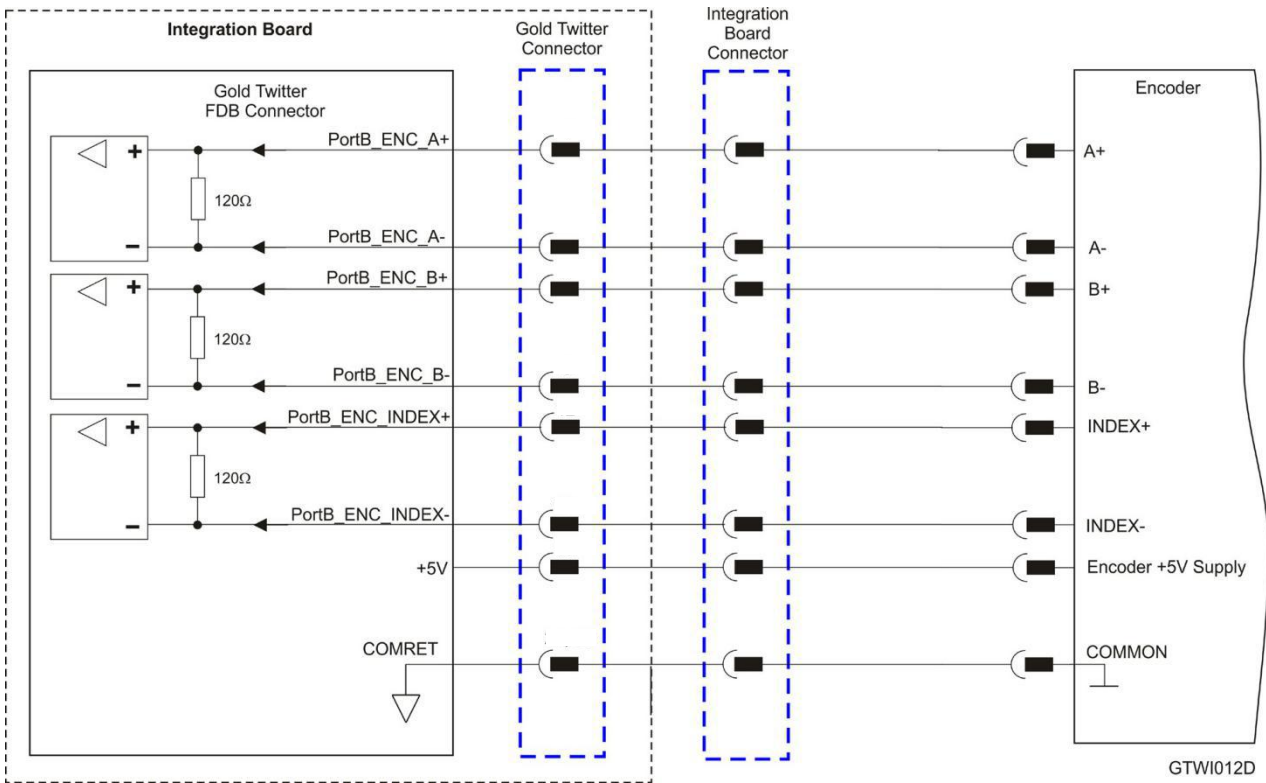 Integration Board
Gold Twitter
Connector
Integration
Board
Connector
Gold Twitter
FDB Connector
Encoder
+
PortB_ENC_A+
A+
120Ω
−
PortB_ENC_A-
A-
+
PortB_ENC_B+
B+
120Ω
−
PortB_ENC_B-
B-
+
PortB_ENC_INDEX+
INDEX+
120Ω
−
PortB_ENC_INDEX-
INDEX-
+5V
Encoder +5V Supply
COMRET
COMMON
GTWI012D